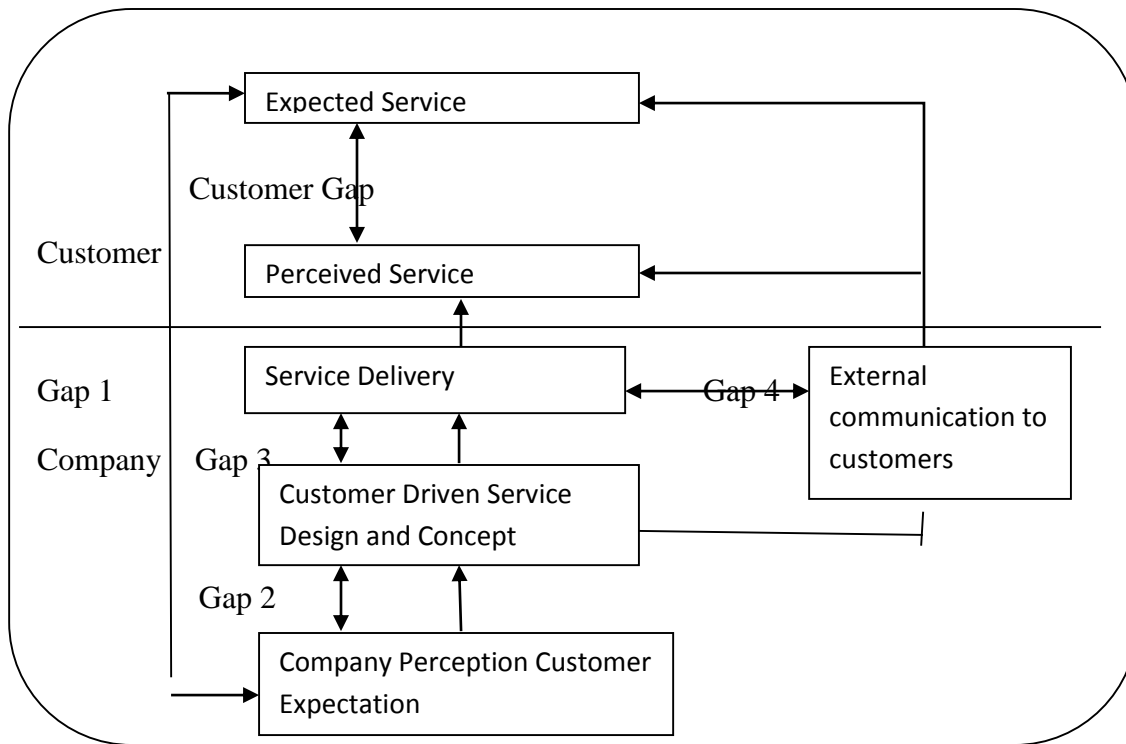 Expected Service
Customer Gap
Customer
Perceived Service
Gap 1
Service Delivery
Gap 4
External
communication to
customers
Company
Gap 3
Customer Driven Service
Design and Concept
Gap 2
Company Perception Customer
Expectation